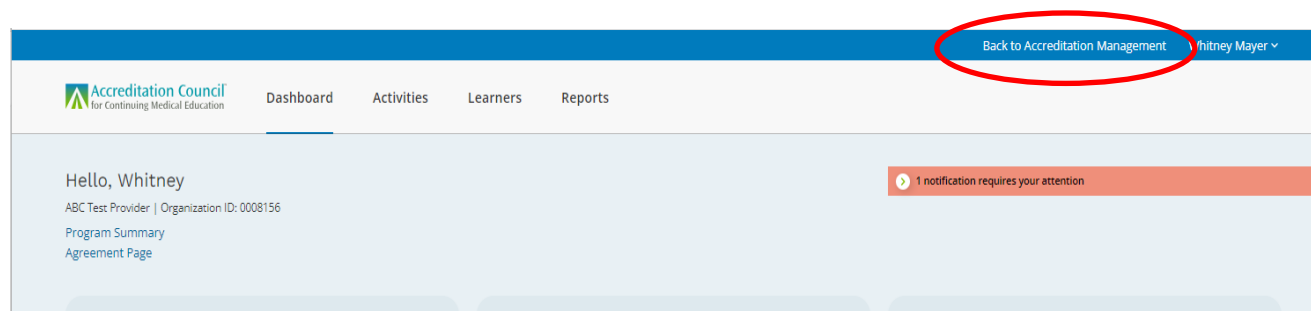 Back to Accreditation Management Whitney Mayer
Accreditation Council
for Continuing Medical Education
Dashboard Activities Learners Reports
Hello, Whitney
1 notification requires your attention
ABC Test Provider | Organization ID: 0008156
Program Summary
Agreement Page